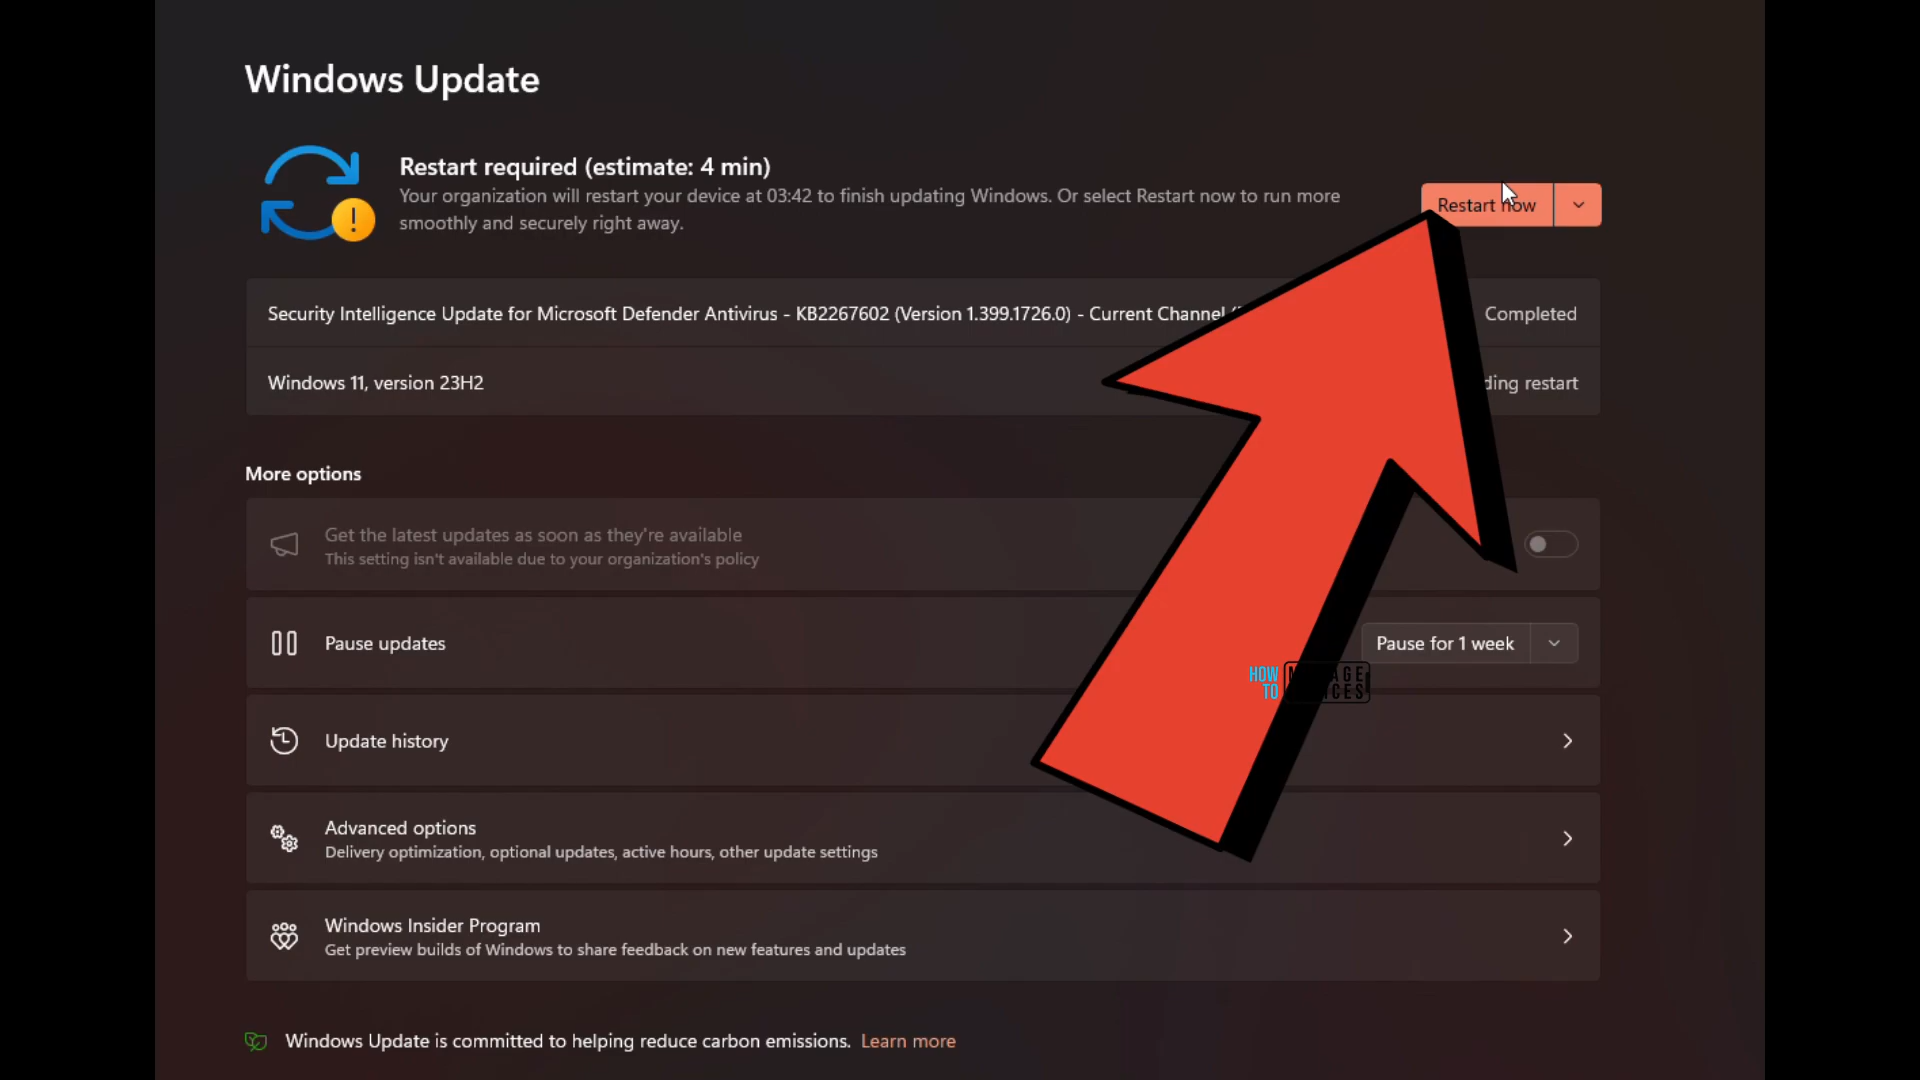 Windows Update
Restart required (estimate: 4 min)
Your organization will restart your device at 03:42 to finish updating Windows. Or select Restart now to run more
smoothly and securely right away.
Restart now
Security Intelligence Update for Microsoft Defender Antivirus - KB2267602 (Version 1.399.1726.0) - Current Channel
Completed
Windows 11, version 23H2
restart
More options
Get the latest updates as soon as they're available
This setting isn't available due to your organization's policy
Pause updates
Pause for 1 week
HOW
TO
Update history
Advanced options
Delivery optimization, optional updates, active hours, other update settings
Windows Insider Program
Get preview builds of Windows to share feedback on new features and updates
Windows Update is committed to helping reduce carbon emissions. Learn more